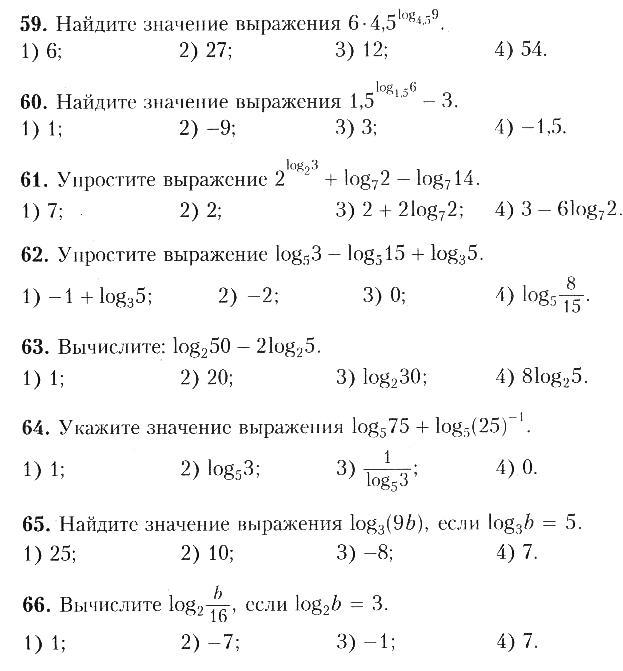 59. Найдите значение выражения 6 · 4,5^{log_{4,5}9}.
1) 6; 2) 27; 3) 12; 4) 54.
60. Найдите значение выражения 1,5^{log_{1,5}6} − 3.
1) 1; 2) −9; 3) 3; 4) −1,5.
61. Упростите выражение 2^{log_2 3} + log_7 2 − log_7 14.
1) 7; 2) 2; 3) 2 + 2log_7 2; 4) 3 − 6log_7 2.
62. Упростите выражение log_5 3 − log_5 15 + log_3 5.
1) −1 + log_3 5; 2) −2; 3) 0; 4) log_5 \frac{8}{15}.
63. Вычислите: log_2 50 − 2log_2 5.
1) 1; 2) 20; 3) log_2 30; 4) 8log_2 5.
64. Укажите значение выражения log_5 75 + log_5 (25)^{−1}.
1) 1; 2) log_5 3; 3) \frac{1}{log_5 3}; 4) 0.
65. Найдите значение выражения log_3 (9b), если log_3 b = 5.
1) 25; 2) 10; 3) −8; 4) 7.
66. Вычислите log_2 \frac{b}{16}, если log_2 b = 3.
1) 1; 2) −7; 3) −1; 4) 7.